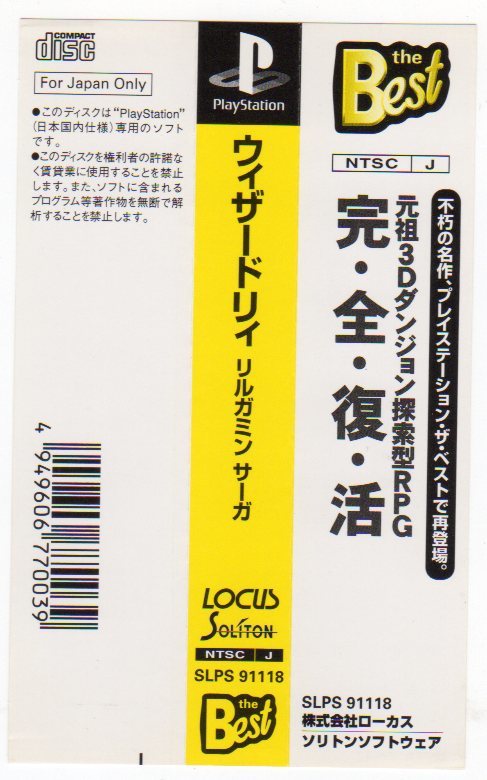 COMPACT
disc
For Japan Only
●このディスクは“PlayStation”
(日本国内仕様)専用のソフト
です。
●このディスクを権利者の許諾な
く賃貸業に使用することを禁止
します。また、ソフトに含まれる
プログラム等著作物を無断で解
析することを禁止します。
4 949606 770039
PlayStation
ウィザードリィ リルガミン サーガ
LOCUS
SOLITON
NTSC J
SLPS 91118
the
Best
the
Best
NTSC J
不朽の名作、プレイステーション・ザ・ベストで再登場。
元祖3Dダンジョン探索型RPG
完・全・復・活
SLPS 91118
株式会社ローカス
ソリトンソフトウェア